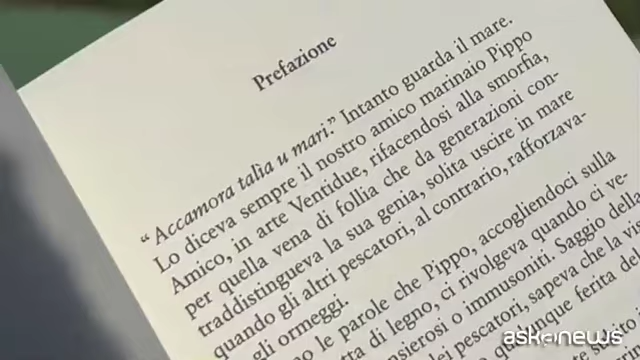 Prefazione
“Accamora talìa u mari.” Intanto guarda il mare.
Lo diceva sempre il nostro amico marinaio Pippo
Amico, in arte Ventidue, rifacendosi alla smorfia,
per quella vena di follia che da generazioni con-
traddistingueva la sua genia, solita uscire in mare
quando gli altri pescatori, al contrario, rafforzava-
gli ormeggi.
le parole che Pippo, accogliendoci sulla
di legno, ci rivolgeva quando ci ve-
o immusoniti. Saggio della
pescatori, sapeva che la
ferita del
askanews